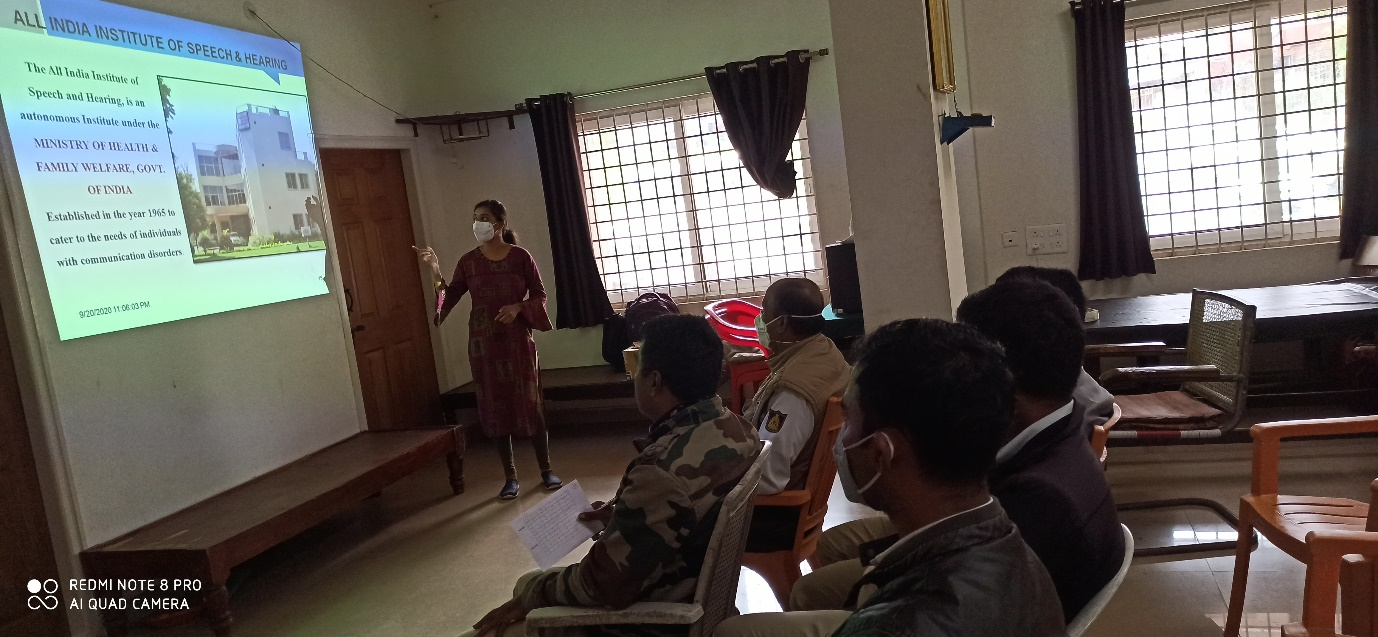 ALL INDIA INSTITUTE OF SPEECH & HEARING
The All India Institute of
Speech and Hearing, is an
autonomous Institute under the
MINISTRY OF HEALTH &
FAMILY WELFARE, GOVT.
OF INDIA
Established in the year 1965 to
cater to the needs of individuals
with communication disorders
9/20/2020 11:06:03 PM
REDMI NOTE 8 PRO
AI QUAD CAMERA